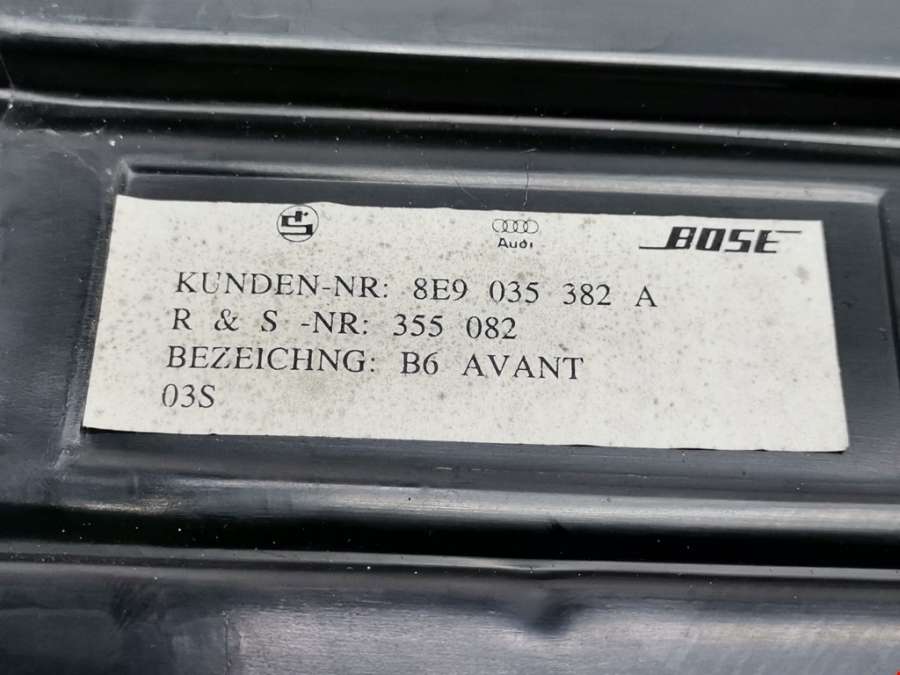 Audi BOSE
KUNDEN-NR: 8E9 035 382 A
R & S -NR: 355 082
BEZEICHNG: B6 AVANT
03S